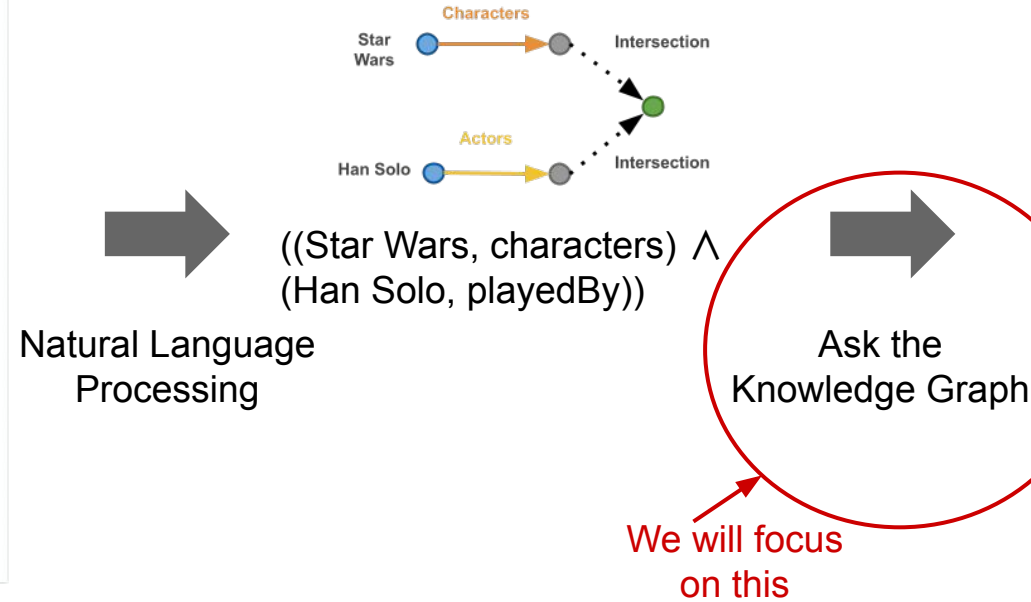 Characters
Star
Wars
Intersection
Actors
Han Solo
Intersection
((Star Wars, characters) ∧
(Han Solo, playedBy))
Natural Language
Processing
Ask the
Knowledge Graph
We will focus
on this